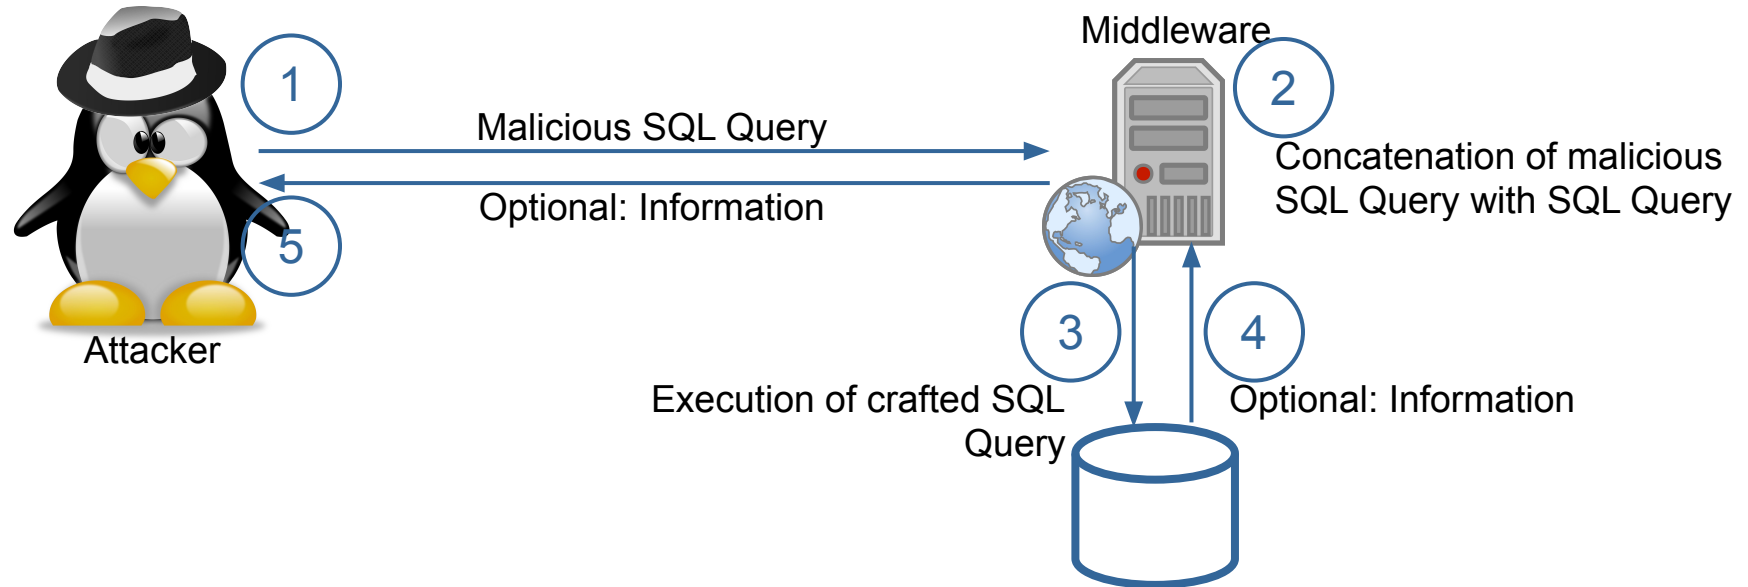 Middleware
1
2
Malicious SQL Query
Concatenation of malicious
SQL Query with SQL Query
Optional: Information
5
3
4
Attacker
Execution of crafted SQL
Query
Optional: Information